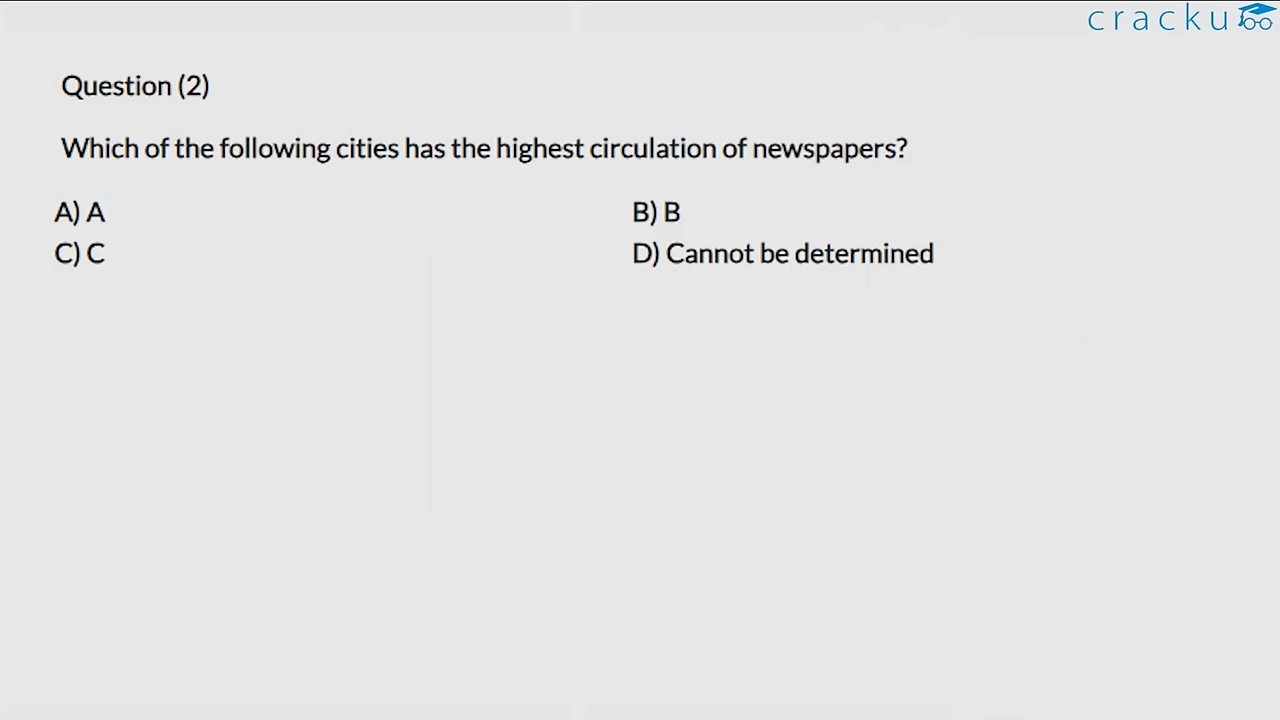 cracku
Question (2)
Which of the following cities has the highest circulation of newspapers?
A) A
B) B
C) C
D) Cannot be determined